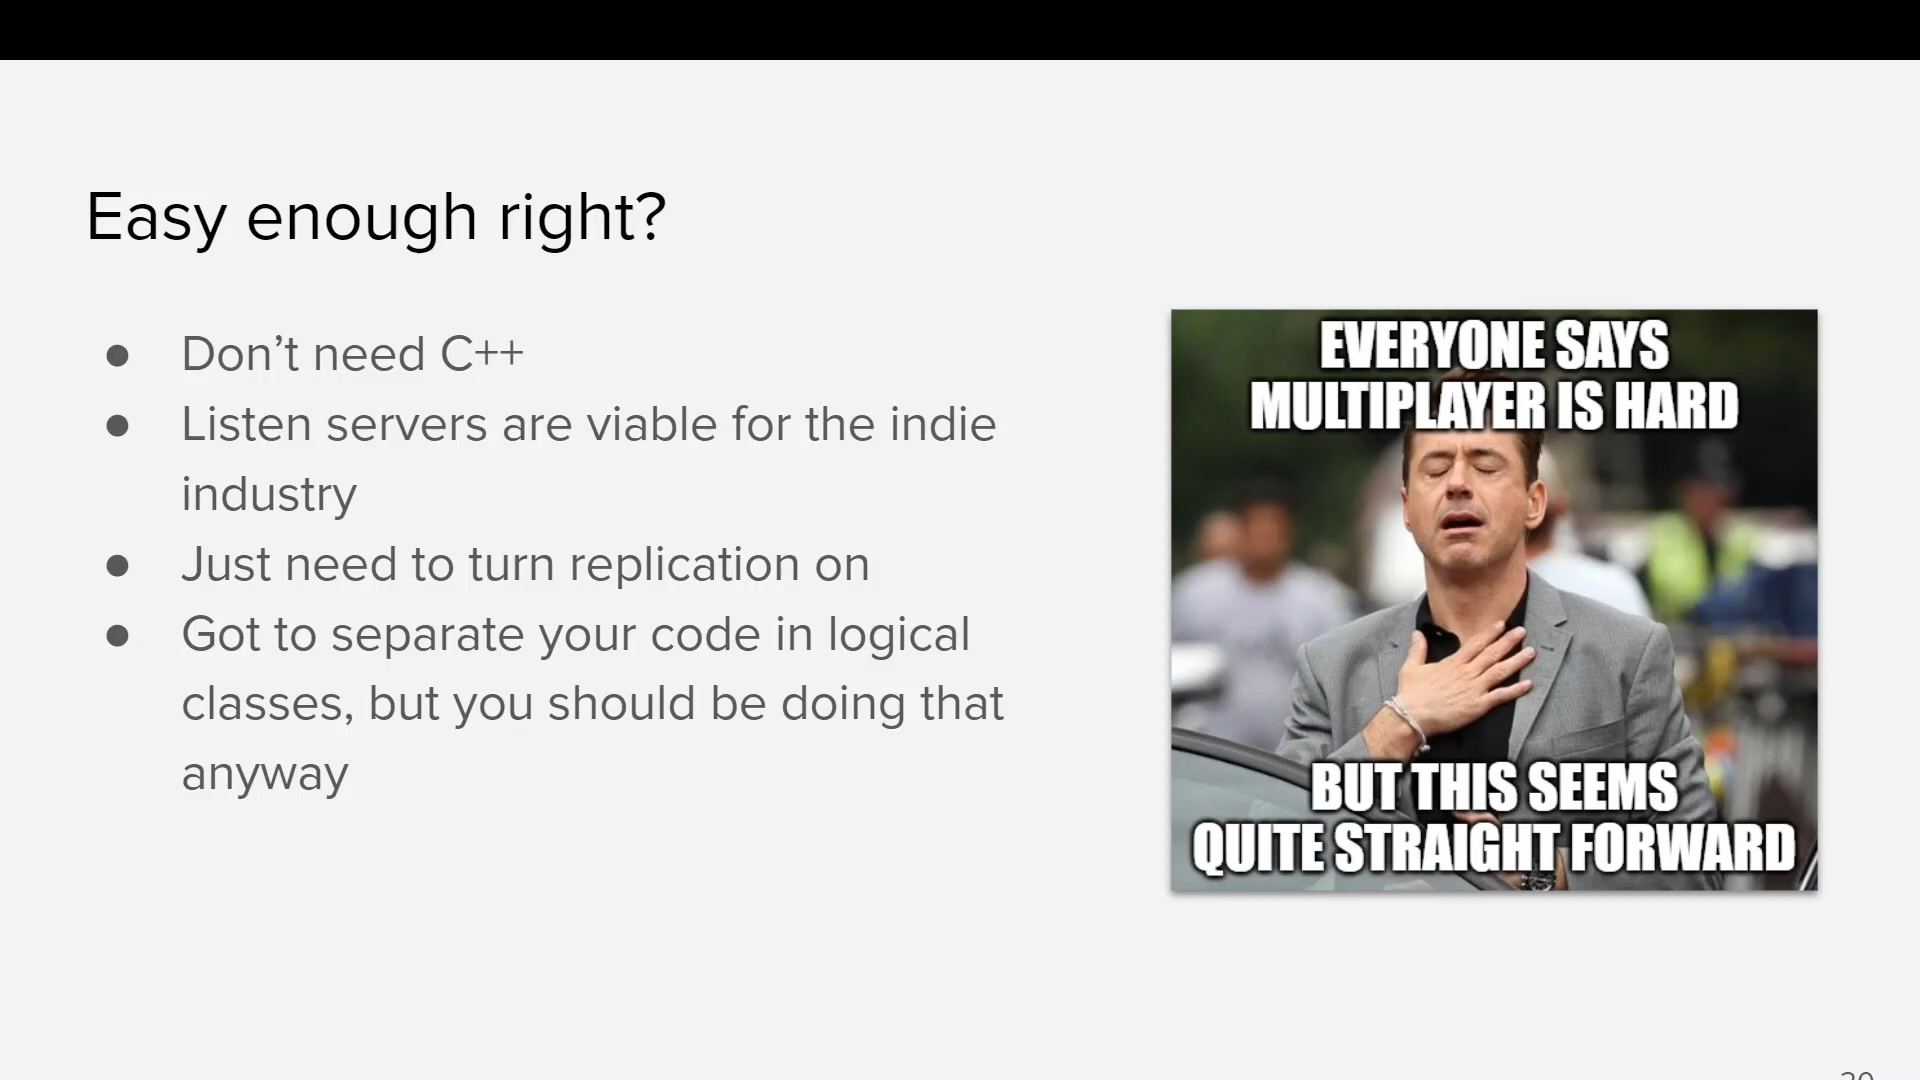 Easy enough right?
● Don’t need C++
● Listen servers are viable for the indie
industry
● Just need to turn replication on
● Got to separate your code in logical
classes, but you should be doing that
anyway
EVERYONE SAYS
MULTIPLAYER IS HARD
BUT THIS SEEMS
QUITE STRAIGHT FORWARD